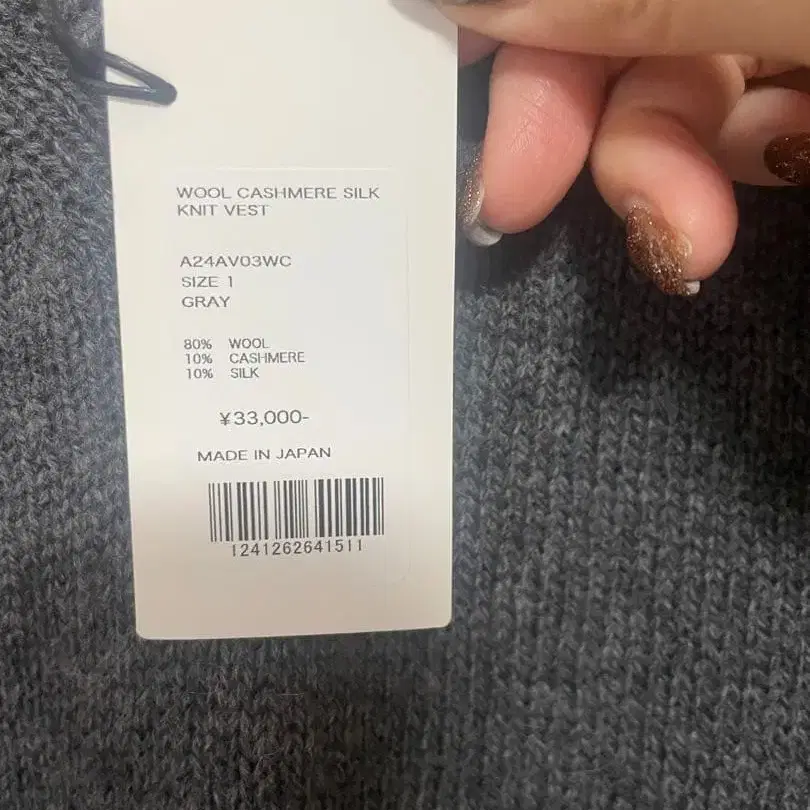 WOOL CASHMERE SILK
KNIT VEST
A24AV03WC
SIZE 1
GRAY
80% WOOL
10% CASHMERE
10% SILK
¥33,000-
MADE IN JAPAN
1241262641511